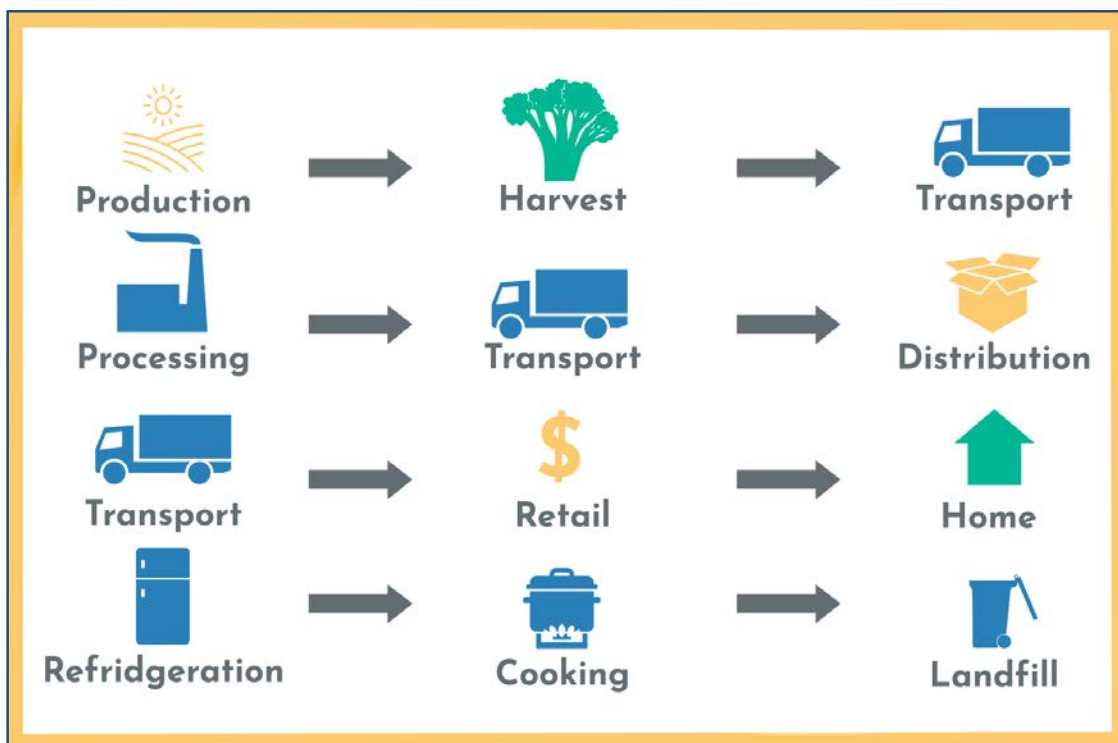 Production
Harvest
Transport
Processing
Transport
Distribution
Transport
$
Retail
Home
Refridgeration
Cooking
Landfill